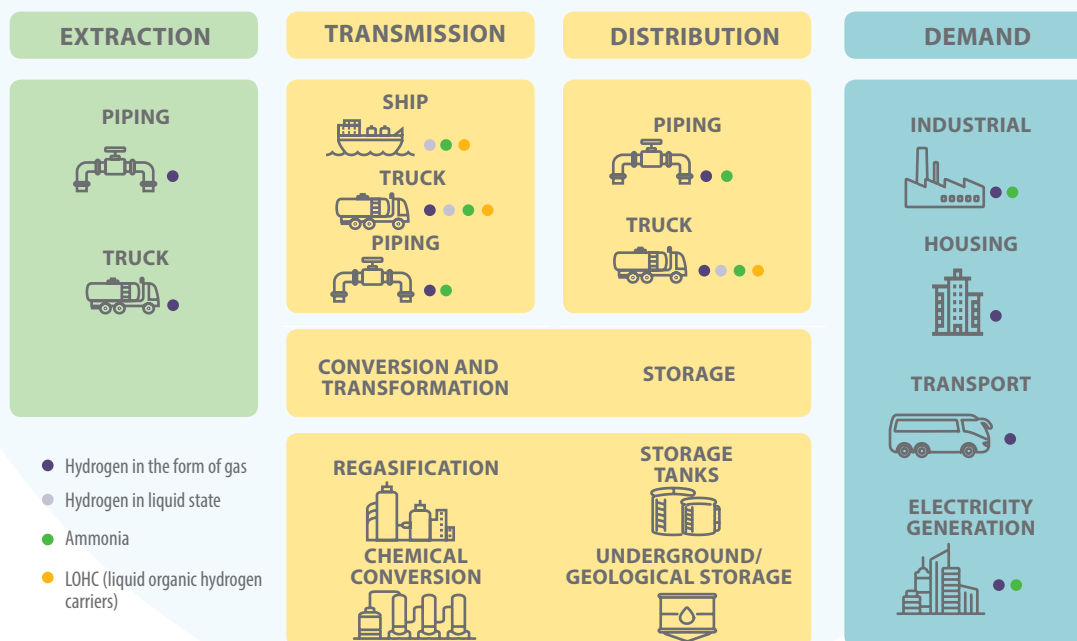 EXTRACTION
PIPING
TRUCK
TRANSMISSION
SHIP
TRUCK
PIPING
DISTRIBUTION
PIPING
TRUCK
CONVERSION AND
TRANSFORMATION
STORAGE
REGASIFICATION
CHEMICAL
CONVERSION
STORAGE
TANKS
UNDERGROUND/
GEOLOGICAL STORAGE
DEMAND
INDUSTRIAL
HOUSING
TRANSPORT
ELECTRICITY
GENERATION
Hydrogen in the form of gas
Hydrogen in liquid state
Ammonia
LOHC (liquid organic hydrogen
carriers)